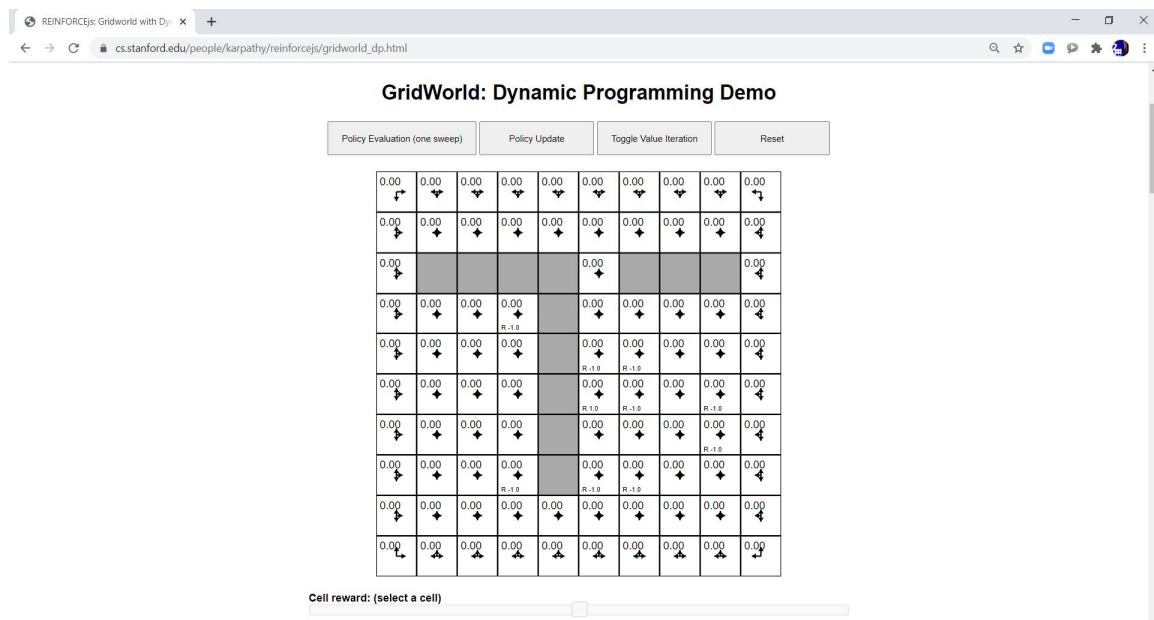 REINFORCEjs: Gridworld with Dy
cs.stanford.edu/people/karpathy/reinforcejs/gridworld_dp.html
GridWorld: Dynamic Programming Demo
Policy Evaluation (one sweep) Policy Update Toggle Value Iteration Reset
0.00 0.00 0.00 0.00 0.00 0.00 0.00 0.00 0.00 0.00
0.00 0.00 0.00 0.00 0.00 0.00 0.00 0.00 0.00 0.00
0.00 0.00 0.00
0.00 0.00 0.00 0.00 0.00 0.00 0.00 0.00 0.00
R -1.0
0.00 0.00 0.00 0.00 0.00 0.00 0.00 0.00 0.00
R -1.0 R -1.0
0.00 0.00 0.00 0.00 0.00 0.00 0.00 0.00 0.00
R 1.0 R -1.0 R -1.0
0.00 0.00 0.00 0.00 0.00 0.00 0.00 0.00 0.00
R -1.0
0.00 0.00 0.00 0.00 0.00 0.00 0.00 0.00 0.00
R -1.0 R -1.0 R -1.0
0.00 0.00 0.00 0.00 0.00 0.00 0.00 0.00 0.00 0.00
0.00 0.00 0.00 0.00 0.00 0.00 0.00 0.00 0.00 0.00
Cell reward: (select a cell)